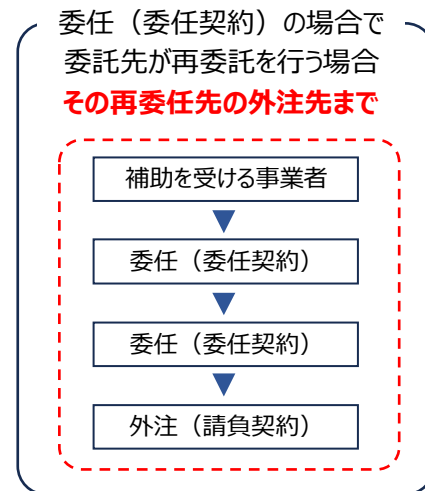 委任（委任契約）の場合で
委託先が再委託を行う場合
その再委任先の外注先まで
補助を受ける事業者
委任（委任契約）
委任（委任契約）
外注（請負契約）